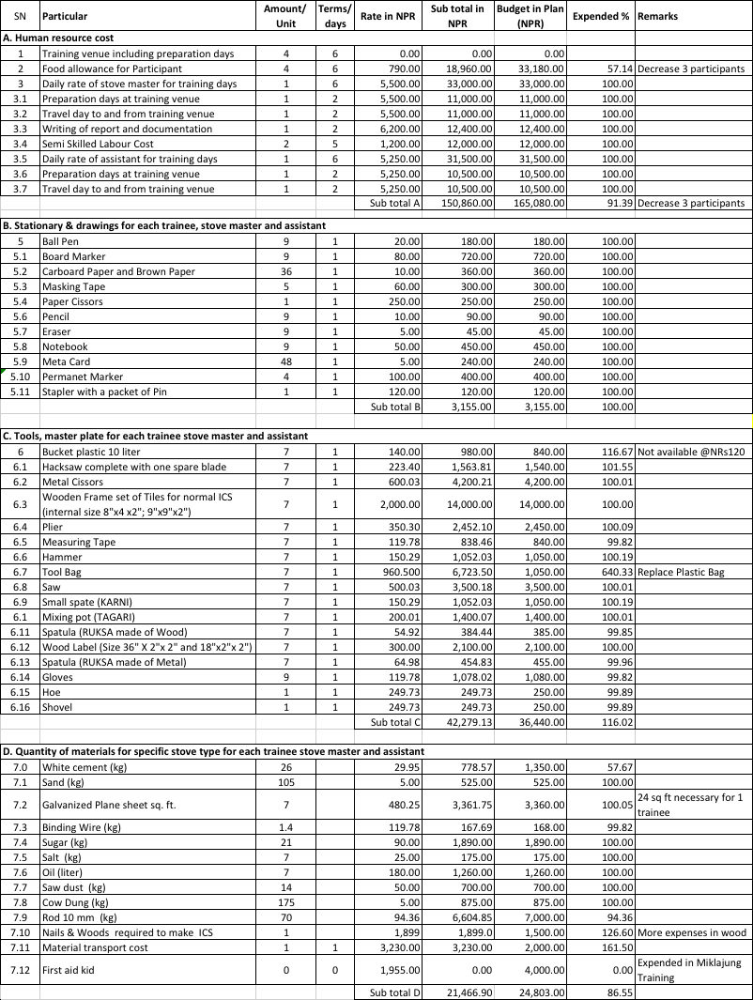 SN Particular Amount/ Unit Terms/ days Rate in NPR Sub total in NPR Budget in Plan (NPR) Expended % Remarks
A. Human resource cost
1 Training venue including preparation days 4 6 0.00 0.00 0.00
2 Food allowance for Participant 4 6 790.00 18,960.00 33,180.00 57.14 Decrease 3 participants
3 Daily rate of stove master for training days 1 6 5,500.00 33,000.00 33,000.00 100.00
3.1 Preparation days at training venue 1 2 5,500.00 11,000.00 11,000.00 100.00
3.2 Travel day to and from training venue 1 2 5,500.00 11,000.00 11,000.00 100.00
3.3 Writing of report and documentation 1 2 6,200.00 12,400.00 12,400.00 100.00
3.4 Semi Skilled Labour Cost 2 5 1,200.00 12,000.00 12,000.00 100.00
3.5 Daily rate of assistant for training days 1 6 5,250.00 31,500.00 31,500.00 100.00
3.6 Preparation days at training venue 1 2 5,250.00 10,500.00 10,500.00 100.00
3.7 Travel day to and from training venue 1 2 5,250.00 10,500.00 10,500.00 100.00
Sub total A 150,860.00 165,080.00 91.39 Decrease 3 participants
B. Stationary & drawings for each trainee, stove master and assistant
5 Ball Pen 9 1 20.00 180.00 180.00 100.00
5.1 Board Marker 9 1 80.00 720.00 720.00 100.00
5.2 Carboard Paper and Brown Paper 36 1 10.00 360.00 360.00 100.00
5.3 Masking Tape 5 1 60.00 300.00 300.00 100.00
5.4 Paper Cissors 1 1 250.00 250.00 250.00 100.00
5.6 Pencil 9 1 10.00 90.00 90.00 100.00
5.7 Eraser 9 1 5.00 45.00 45.00 100.00
5.8 Notebook 9 1 50.00 450.00 450.00 100.00
5.9 Meta Card 48 1 5.00 240.00 240.00 100.00
5.10 Permanet Marker 4 1 100.00 400.00 400.00 100.00
5.11 Stapler with a packet of Pin 1 1 120.00 120.00 120.00 100.00
Sub total B 3,155.00 3,155.00 100.00
C. Tools, master plate for each trainee stove master and assistant
6 Bucket plastic 10 liter 7 1 140.00 980.00 840.00 116.67 Not available @NRs120
6.1 Hacksaw complete with one spare blade 7 1 223.40 1,563.81 1,540.00 101.55
6.2 Metal Cissors 7 1 600.03 4,200.21 4,200.00 100.01
6.3 Wooden Frame set of Tiles for normal ICS (internal size 8"x4 x2"; 9"x9"x2") 7 1 2,000.00 14,000.00 14,000.00 100.00
6.4 Plier 7 1 350.30 2,452.10 2,450.00 100.09
6.5 Measuring Tape 7 1 119.78 838.46 840.00 99.82
6.6 Hammer 7 1 150.29 1,052.03 1,050.00 100.19
6.7 Tool Bag 7 1 960.500 6,723.50 1,050.00 640.33 Replace Plastic Bag
6.8 Saw 7 1 500.03 3,500.18 3,500.00 100.01
6.9 Small spate (KARNI) 7 1 150.29 1,052.03 1,050.00 100.19
6.1 Mixing pot (TAGARI) 7 1 200.01 1,400.07 1,400.00 100.01
6.11 Spatula (RUKSA made of Wood) 7 1 54.92 384.44 385.00 99.85
6.12 Wood Label (Size 36" X 2"x 2" and 18"x2"x 2") 7 1 300.00 2,100.00 2,100.00 100.00
6.13 Spatula (RUKSA made of Metal) 7 1 64.98 454.83 455.00 99.96
6.14 Gloves 9 1 119.78 1,078.02 1,080.00 99.82
6.15 Hoe 1 1 249.73 249.73 250.00 99.89
6.16 Shovel 1 1 249.73 249.73 250.00 99.89
Sub total C 42,279.13 36,440.00 116.02
D. Quantity of materials for specific stove type for each trainee stove master and assistant
7.0 White cement (kg) 26 29.95 778.57 1,350.00 57.67
7.1 Sand (kg) 105 5.00 525.00 525.00 100.00
7.2 Galvanized Plane sheet sq. ft. 7 480.25 3,361.75 3,360.00 100.05 24 sq ft necessary for 1 trainee
7.3 Binding Wire (kg) 1.4 119.78 167.69 168.00 99.82
7.4 Sugar (kg) 21 90.00 1,890.00 1,890.00 100.00
7.5 Salt (kg) 7 25.00 175.00 175.00 100.00
7.6 Oil (liter) 7 180.00 1,260.00 1,260.00 100.00
7.7 Saw dust (kg) 14 50.00 700.00 700.00 100.00
7.8 Cow Dung (kg) 175 5.00 875.00 875.00 100.00
7.9 Rod 10 mm (kg) 70 94.36 6,604.85 7,000.00 94.36
7.10 Nails & Woods required to make ICS 1 1,899 1,899.0 1,500.00 126.60 More expenses in wood
7.11 Material transport cost 1 1 3,230.00 3,230.00 2,000.00 161.50
7.12 First aid kid 0 0 1,955.00 0.00 4,000.00 0.00 Expended in Miklajung Training
Sub total D 21,466.90 24,803.00 86.55